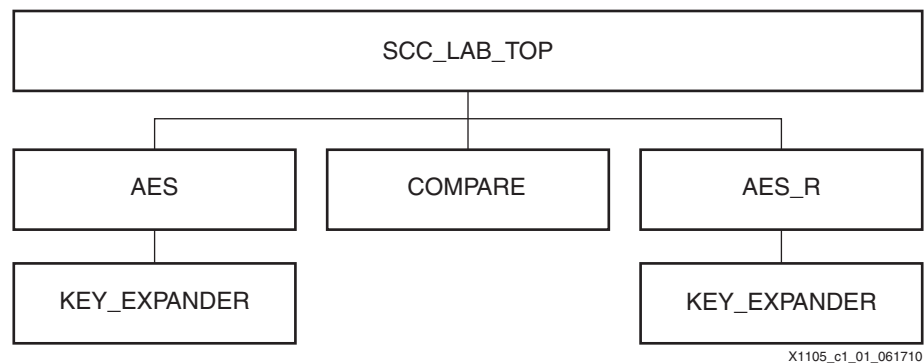 SCC_LAB_TOP
AES
COMPARE
AES_R
KEY_EXPANDER
KEY_EXPANDER
X1105_c1_01_061710